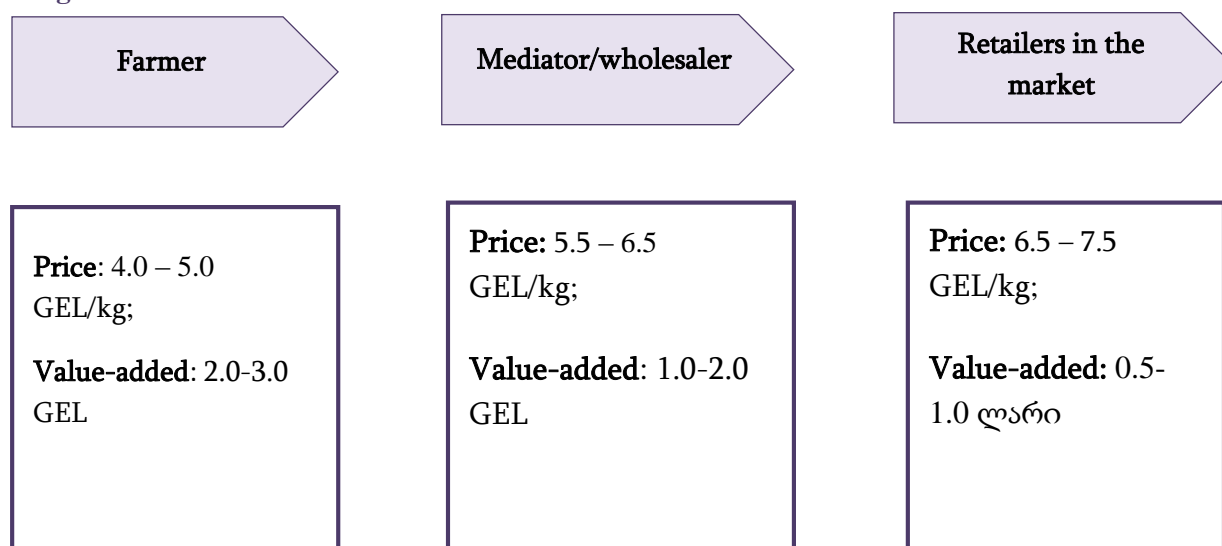 Farmer
Mediator/wholesaler
Retailers in the
market
Price: 4.0 – 5.0
GEL/kg;
Value-added: 2.0-3.0
GEL
Price: 5.5 – 6.5
GEL/kg;
Value-added: 1.0-2.0
GEL
Price: 6.5 – 7.5
GEL/kg;
Value-added: 0.5-
1.0 ლარი